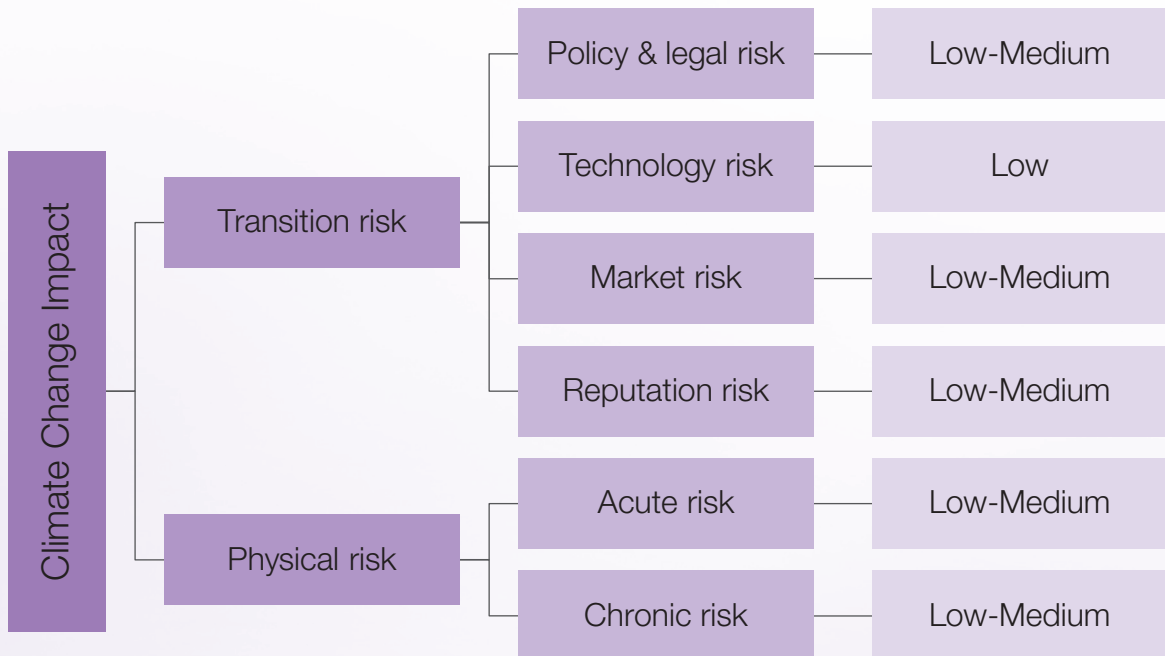 Climate Change Impact
Transition risk
Policy & legal risk
Low-Medium
Technology risk
Low
Market risk
Low-Medium
Reputation risk
Low-Medium
Physical risk
Acute risk
Low-Medium
Chronic risk
Low-Medium